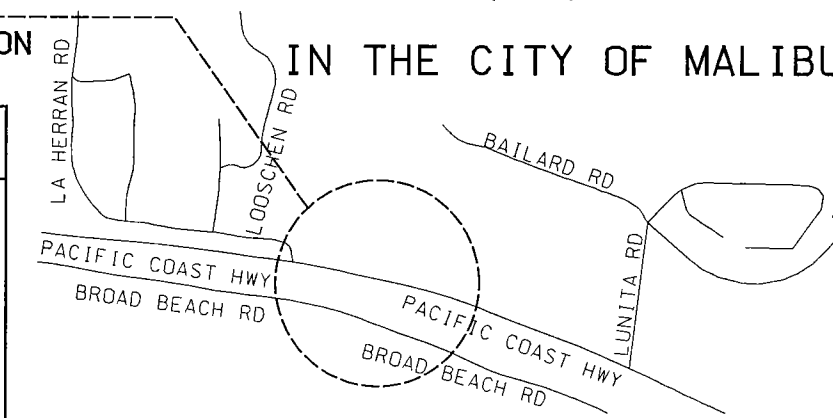 ON
IN THE CITY OF MALIBU
LA HERRAN RD
LOOSCHEN RD
BAILARD RD
LUNITA RD
PACIFIC COAST HWY
BROAD BEACH RD
PACIFIC COAST HWY
BROAD BEACH RD